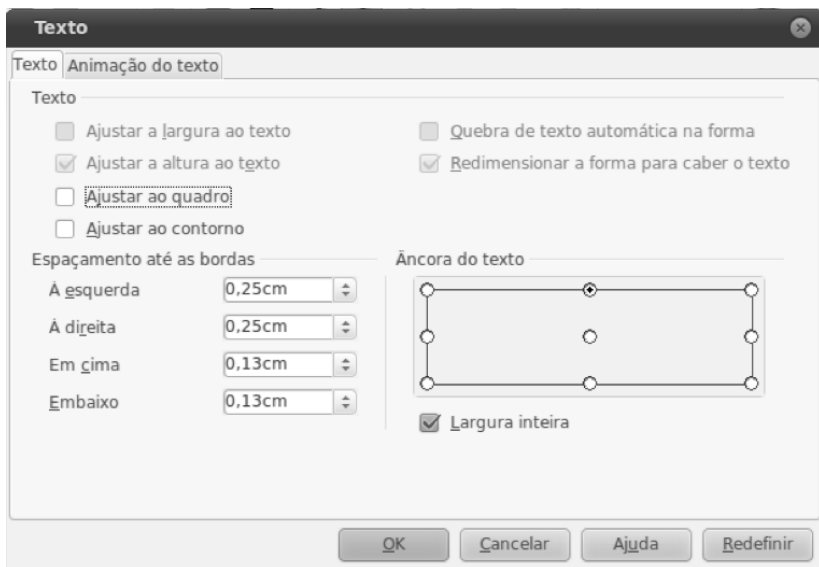 Texto
Texto Animação do texto
Texto
Ajustar a largura ao texto
Quebra de texto automática na forma
Ajustar a altura ao texto
Redimensionar a forma para caber o texto
Ajustar ao quadro
Ajustar ao contorno
Espaçamento até as bordas
À esquerda 0,25cm
À direita 0,25cm
Em cima 0,13cm
Embaixo 0,13cm
Âncora do texto
Largura inteira
OK Cancelar Ajuda Redefinir